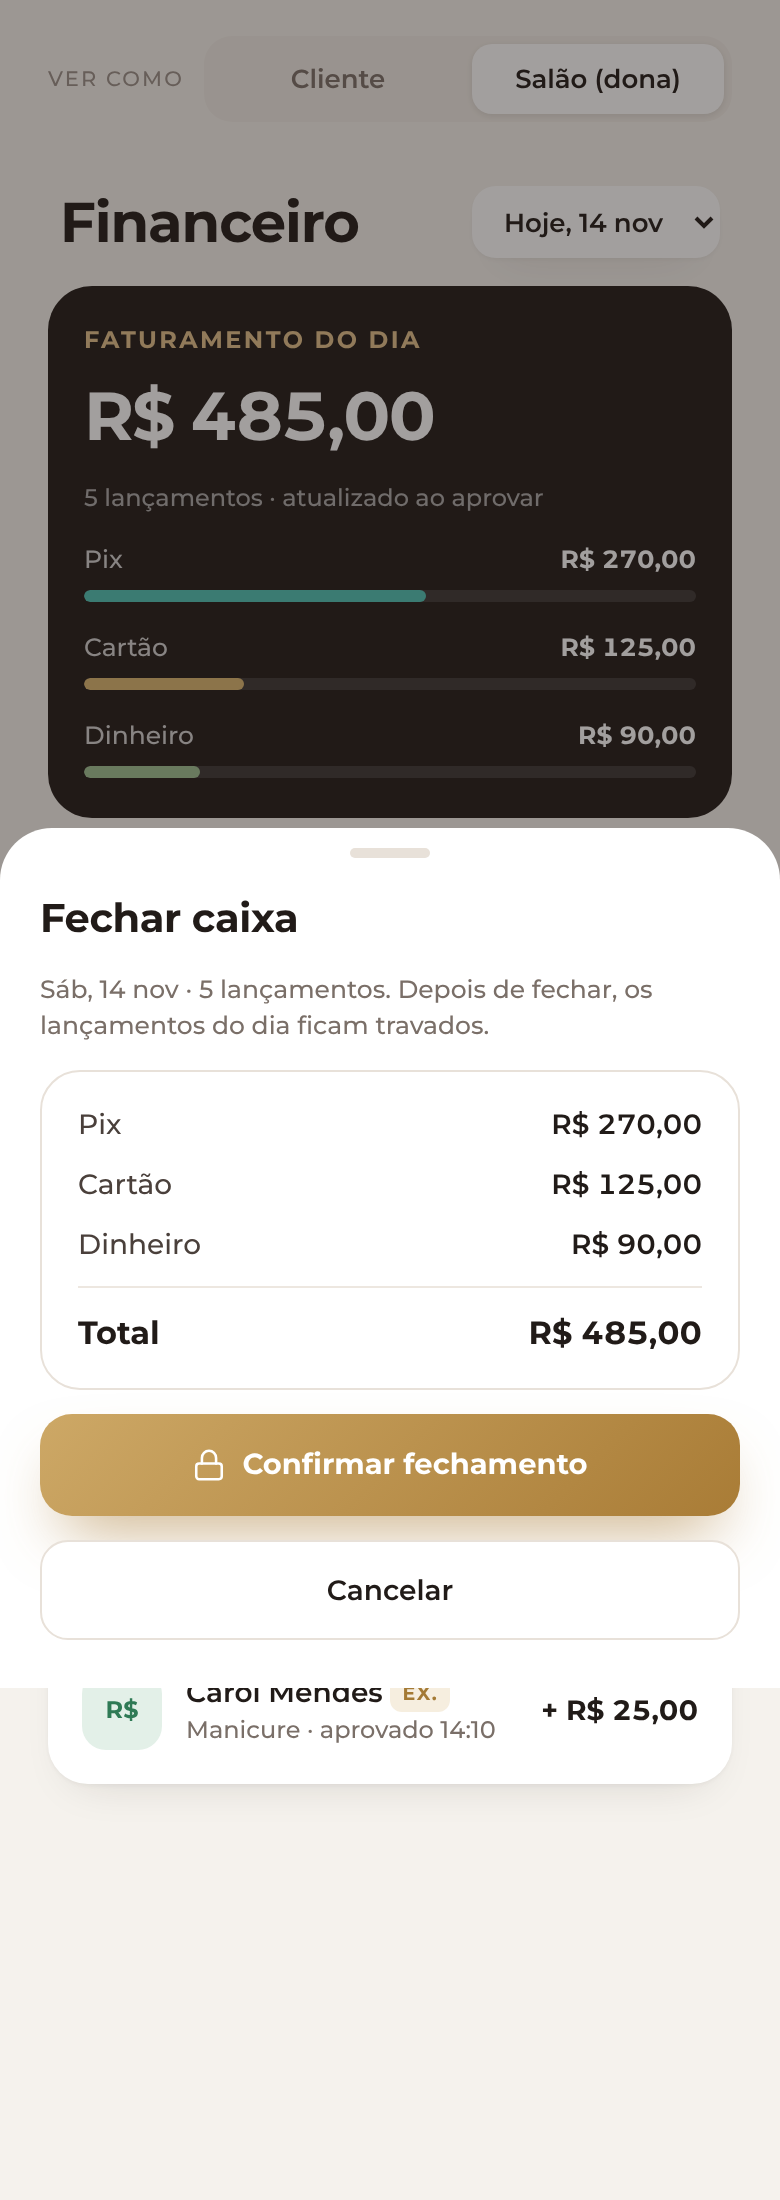 VER COMO
Cliente
Salão (dona)
Financeiro
Hoje, 14 nov
FATURAMENTO DO DIA
R$ 485,00
5 lançamentos · atualizado ao aprovar
Pix R$ 270,00
Cartão R$ 125,00
Dinheiro R$ 90,00
Fechar caixa
Sáb, 14 nov · 5 lançamentos. Depois de fechar, os
lançamentos do dia ficam travados.
Pix R$ 270,00
Cartão R$ 125,00
Dinheiro R$ 90,00
Total R$ 485,00
Confirmar fechamento
Cancelar
R$
Carol Mendes EX.
+ R$ 25,00
Manicure · aprovado 14:10